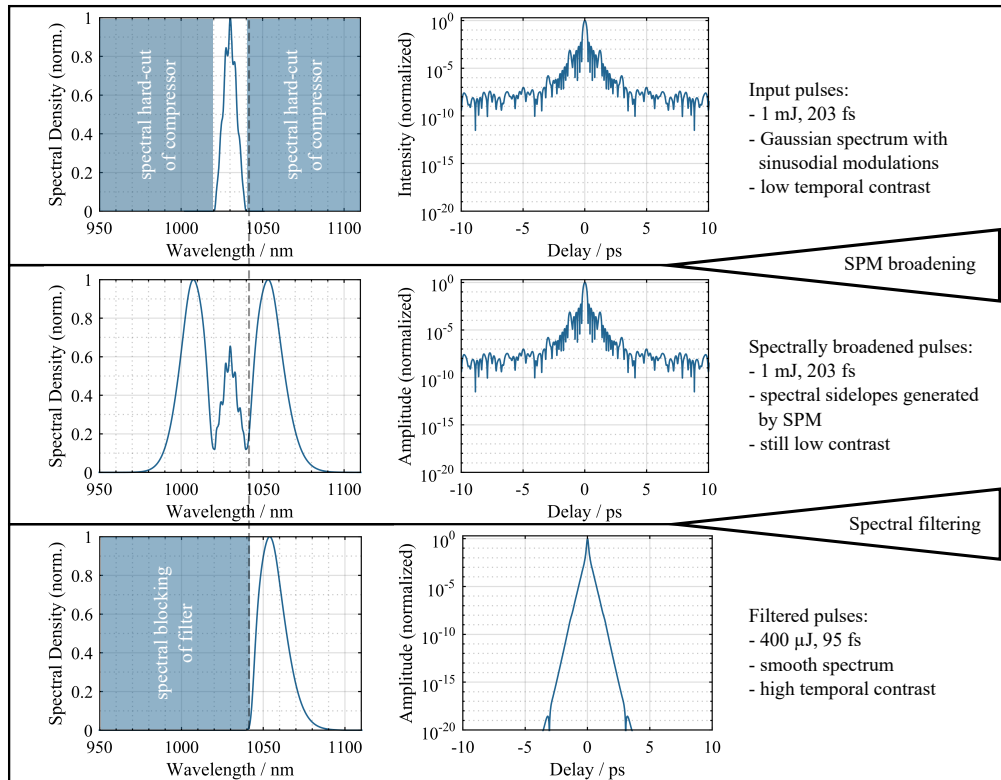 Spectral Density (norm.)
1
0.8
0.6
0.4
0.2
0
spectral hard-cut
of compressor
spectral hard-cut
of compressor
950
1000
1050
1100
Wavelength / nm
Intensity (normalized)
10^0
10^-5
10^-10
10^-15
10^-20
-10
-5
0
5
10
Delay / ps
Input pulses:
- 1 mJ, 203 fs
- Gaussian spectrum with
sinusodial modulations
- low temporal contrast
SPM broadening
Spectral Density (norm.)
1
0.8
0.6
0.4
0.2
0
950
1000
1050
1100
Wavelength / nm
Amplitude (normalized)
10^0
10^-5
10^-10
10^-15
10^-20
-10
-5
0
5
10
Delay / ps
Spectrally broadened pulses:
- 1 mJ, 203 fs
- spectral sidelopes generated
by SPM
- still low contrast
Spectral filtering
Spectral Density (norm.)
1
0.8
0.6
0.4
0.2
0
spectral blocking
of filter
950
1000
1050
1100
Wavelength / nm
Amplitude (normalized)
10^0
10^-5
10^-10
10^-15
10^-20
-10
-5
0
5
10
Delay / ps
Filtered pulses:
- 400 µJ, 95 fs
- smooth spectrum
- high temporal contrast